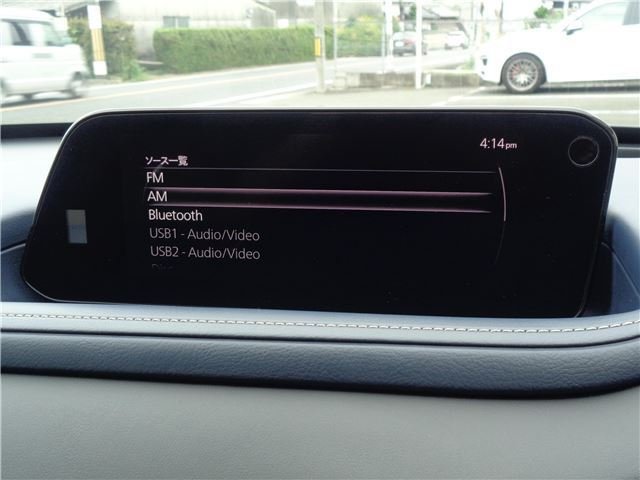 4:14pm
ソース一覧
FM
AM
Bluetooth
USB1 - Audio/Video
USB2 - Audio/Video